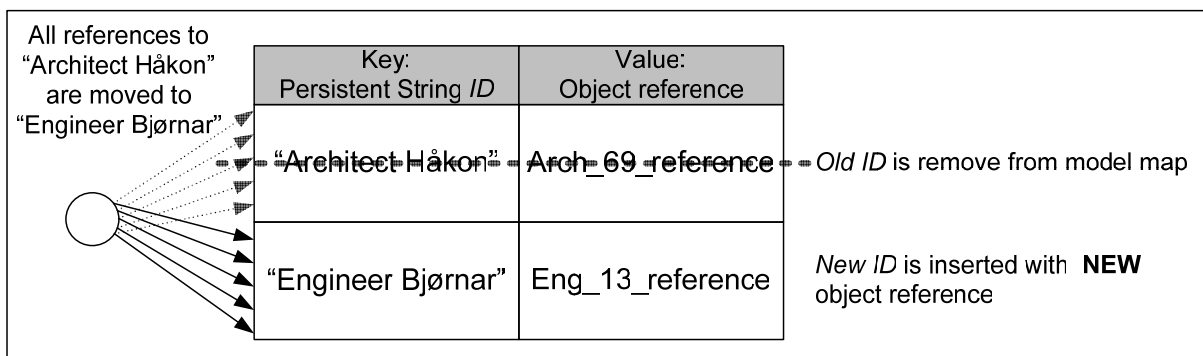 All references to
“Architect Håkon”
are moved to
“Engineer Bjørnar”
Key:
Persistent String ID
Value:
Object reference
“Architect Håkon”
Arch_69_reference
Old ID is remove from model map
“Engineer Bjørnar”
Eng_13_reference
New ID is inserted with NEW
object reference